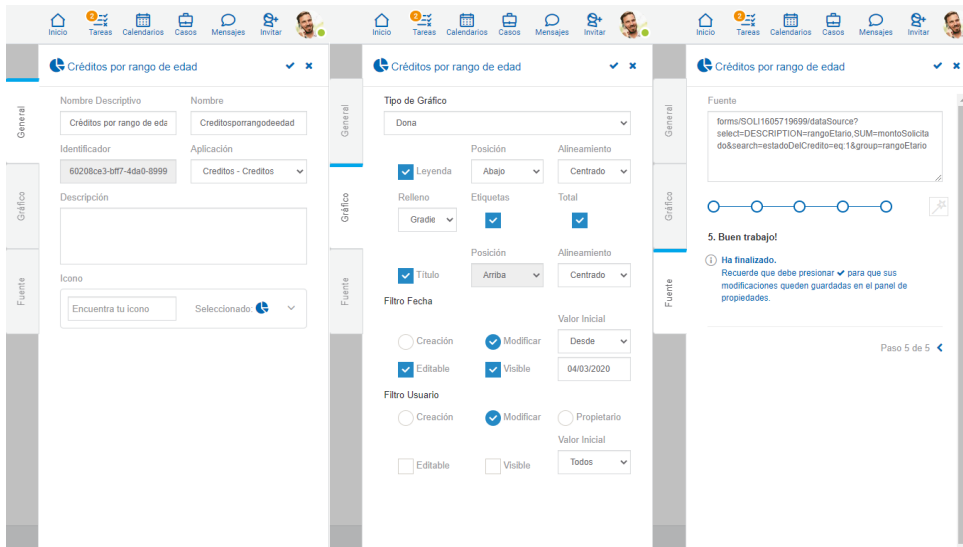 2
Inicio Tareas Calendarios Casos Mensajes Invitar
Créditos por rango de edad
General
Gráfico
Fuente
Nombre Descriptivo Nombre
Créditos por rango de eda Creditosporrangodeedad
Identificador Aplicación
60208ce3-bff7-4da0-8999 Creditos - Creditos
Descripción
Icono
Encuentra tu icono Seleccionado:
2
Inicio Tareas Calendarios Casos Mensajes Invitar
Créditos por rango de edad
General
Gráfico
Fuente
Tipo de Gráfico
Dona
Posición Alineamiento
Leyenda Abajo Centrado
Relleno Etiquetas Total
Gradie
Posición Alineamiento
Título Arriba Centrado
Filtro Fecha
Valor Inicial
Creación Modificar Desde
Editable Visible 04/03/2020
Filtro Usuario
Creación Modificar Propietario
Valor Inicial
Editable Visible Todos
2
Inicio Tareas Calendarios Casos Mensajes Invitar
Créditos por rango de edad
General
Gráfico
Fuente
Fuente
forms/SOLI1605719699/dataSource?
select=DESCRIPTION=rangoEtario,SUM=montoSolicita
do&search=estadoDelCredito=eq:1&group=rangoEtario
5. Buen trabajo!
Ha finalizado.
Recuerde que debe presionar ✔ para que sus
modificaciones queden guardadas en el panel de
propiedades.
Paso 5 de 5